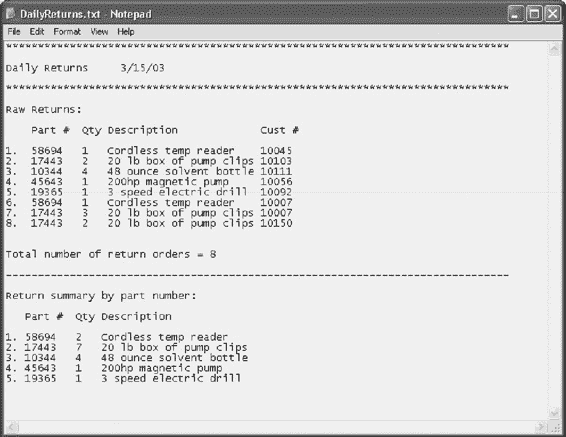 DailyReturns.txt - Notepad
File Edit Format View Help
******************************************************************************
Daily Returns     3/15/03
******************************************************************************
Raw Returns:
    Part #  Qty Description             Cust #
1.  58694   1   Cordless temp reader    10045
2.  17443   2   20 lb box of pump clips 10103
3.  10344   4   48 ounce solvent bottle 10111
4.  45643   1   200hp magnetic pump     10056
5.  19365   1   3 speed electric drill  10092
6.  58694   1   Cordless temp reader    10007
7.  17443   3   20 lb box of pump clips 10007
8.  17443   2   20 lb box of pump clips 10150
Total number of return orders = 8
------------------------------------------------------------------------------
Return summary by part number:
   Part #  Qty Description
1. 58694   2   Cordless temp reader
2. 17443   7   20 lb box of pump clips
3. 10344   4   48 ounce solvent bottle
4. 45643   1   200hp magnetic pump
5. 19365   1   3 speed electric drill